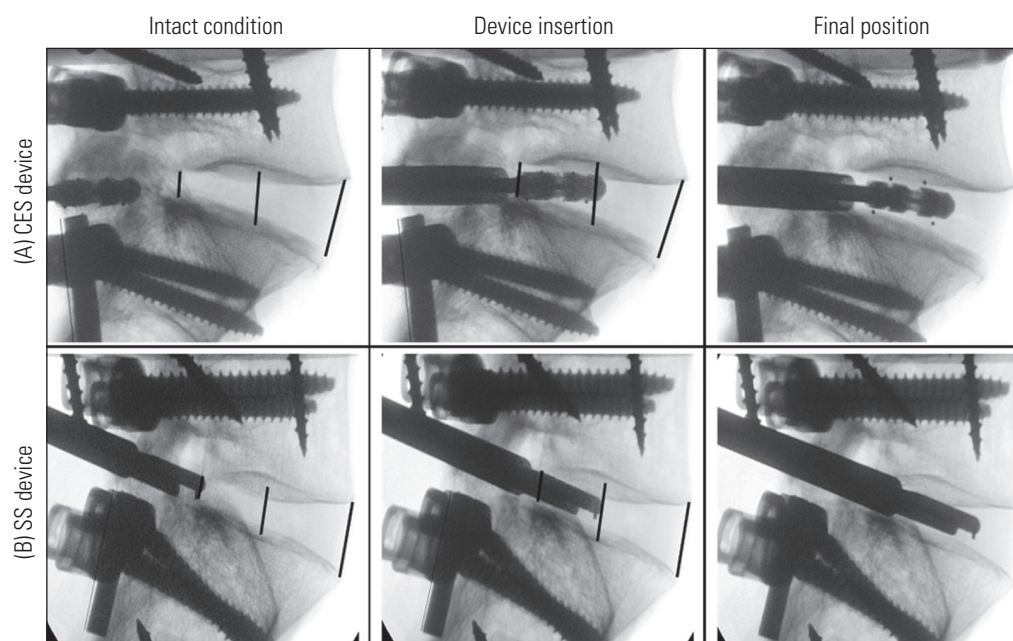 Intact condition
Device insertion
Final position
(A) CES device
(B) SS device